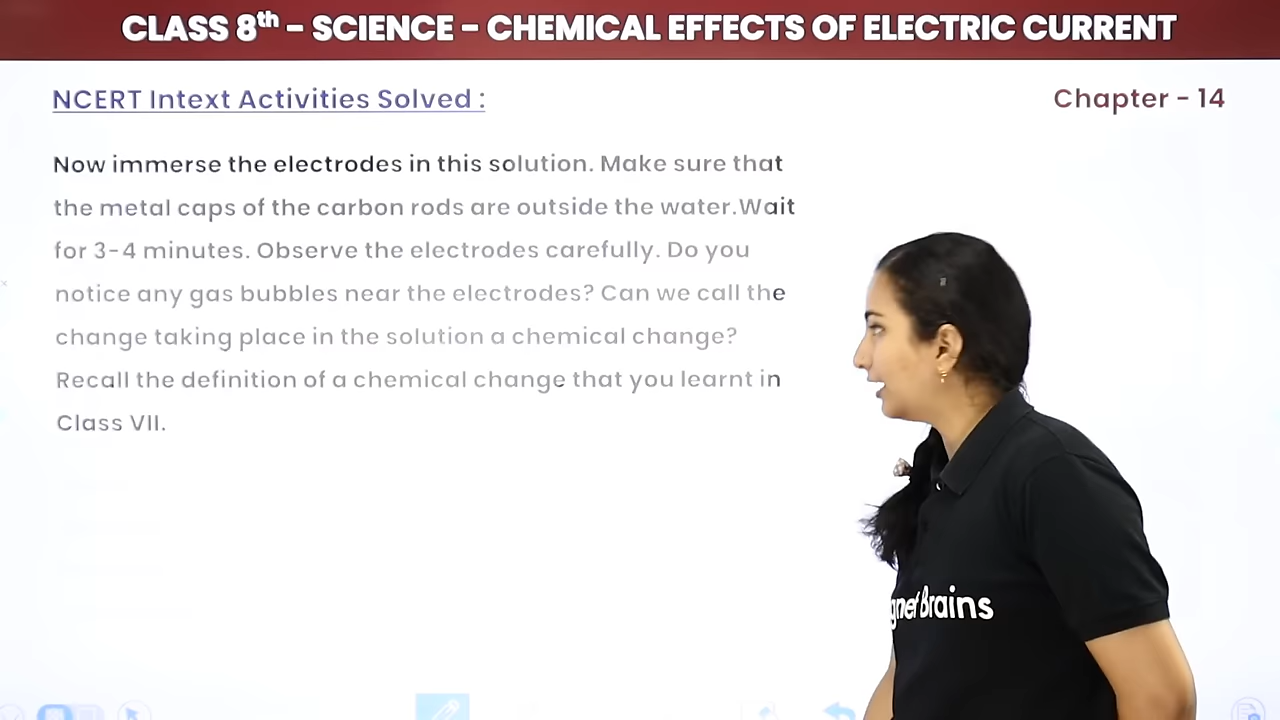 CLASS 8th - SCIENCE - CHEMICAL EFFECTS OF ELECTRIC CURRENT
NCERT Intext Activities Solved :
Chapter - 14
Now immerse the electrodes in this solution. Make sure that
the metal caps of the carbon rods are outside the water.Wait
for 3-4 minutes. Observe the electrodes carefully. Do you
notice any gas bubbles near the electrodes? Can we call the
change taking place in the solution a chemical change?
Recall the definition of a chemical change that you learnt in
Class VII.
gnet Brains